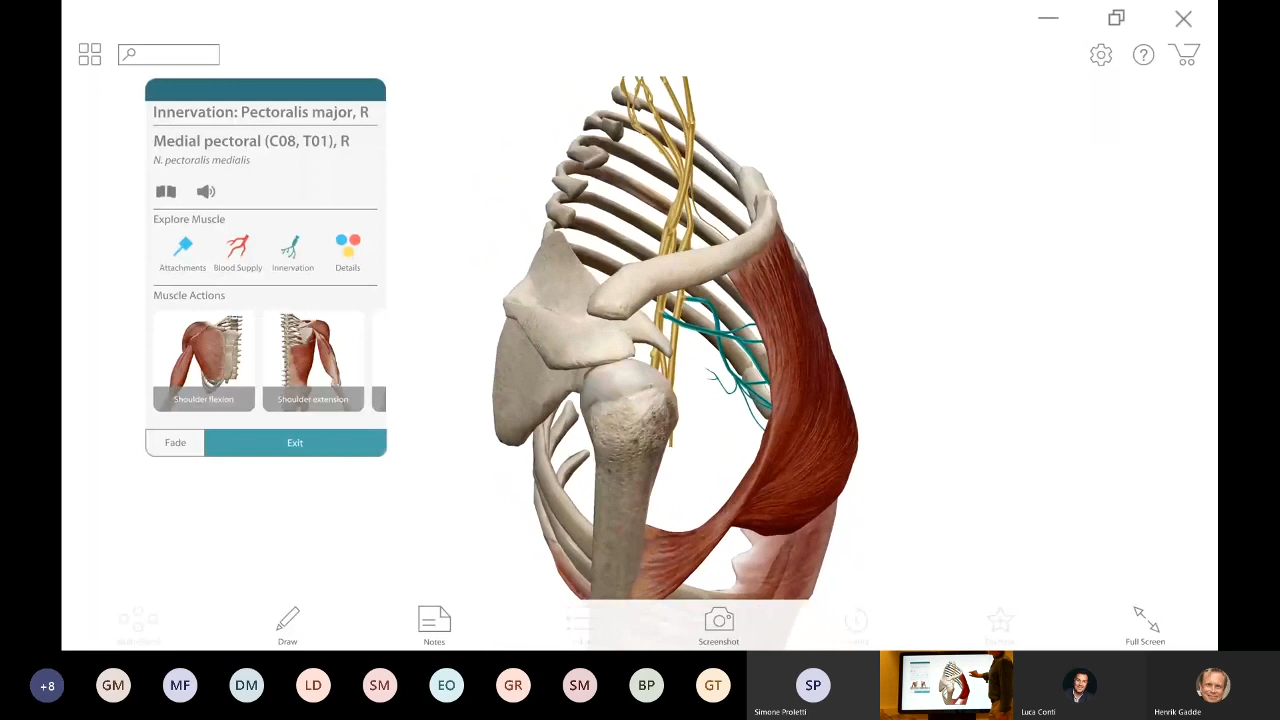 Innervation: Pectoralis major, R
Medial pectoral (C08, T01), R
N. pectoralis medialis
Explore Muscle
Attachments
Blood Supply
Innervation
Details
Muscle Actions
Shoulder flexion
Shoulder extension
Fade
Exit
Draw
Notes
Screenshot
Full Screen
+8
GM
MF
DM
LD
SM
EO
GR
SM
BP
GT
SP
Simone Proietti
Luca Conti
Henrik Gadde